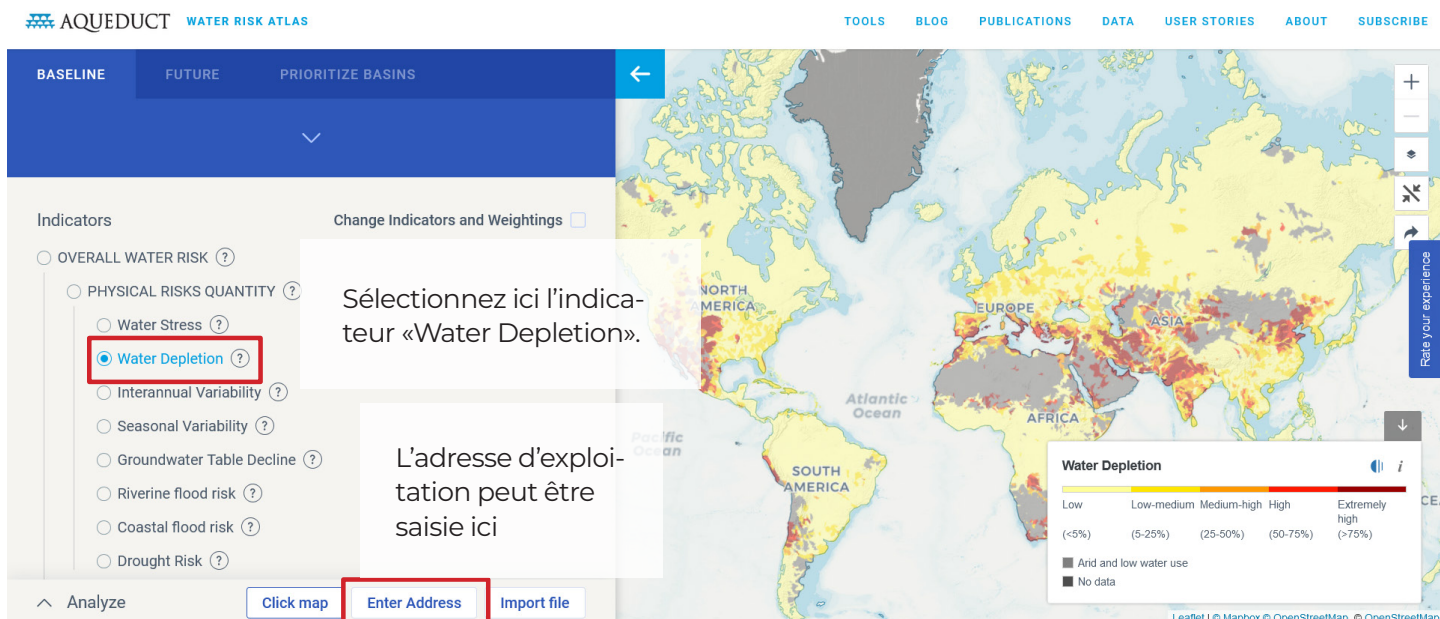 AQUEDUCT WATER RISK ATLAS
TOOLS BLOG PUBLICATIONS DATA USER STORIES ABOUT SUBSCRIBE
BASELINE FUTURE PRIORITIZE BASINS
Indicators
Change Indicators and Weightings
OVERALL WATER RISK ?
PHYSICAL RISKS QUANTITY ?
Water Stress ?
Water Depletion ?
Interannual Variability ?
Seasonal Variability ?
Groundwater Table Decline ?
Riverine flood risk ?
Coastal flood risk ?
Drought Risk ?
Sélectionnez ici l'indica-
teur «Water Depletion».
L'adresse d'exploi-
tation peut être
saisie ici
Analyze
Click map
Enter Address
Import file
NORTH
AMERICA
EUROPE
ASIA
Atlantic
Ocean
AFRICA
Pacific
Ocean
SOUTH
AMERICA
Rate your experience
Water Depletion i
Low Low-medium Medium-high High Extremely
high
(<5%) (5-25%) (25-50%) (50-75%) (>75%)
Arid and low water use
No data
Leaflet | © Mapbox © OpenStreetMap, © OpenStreetMap